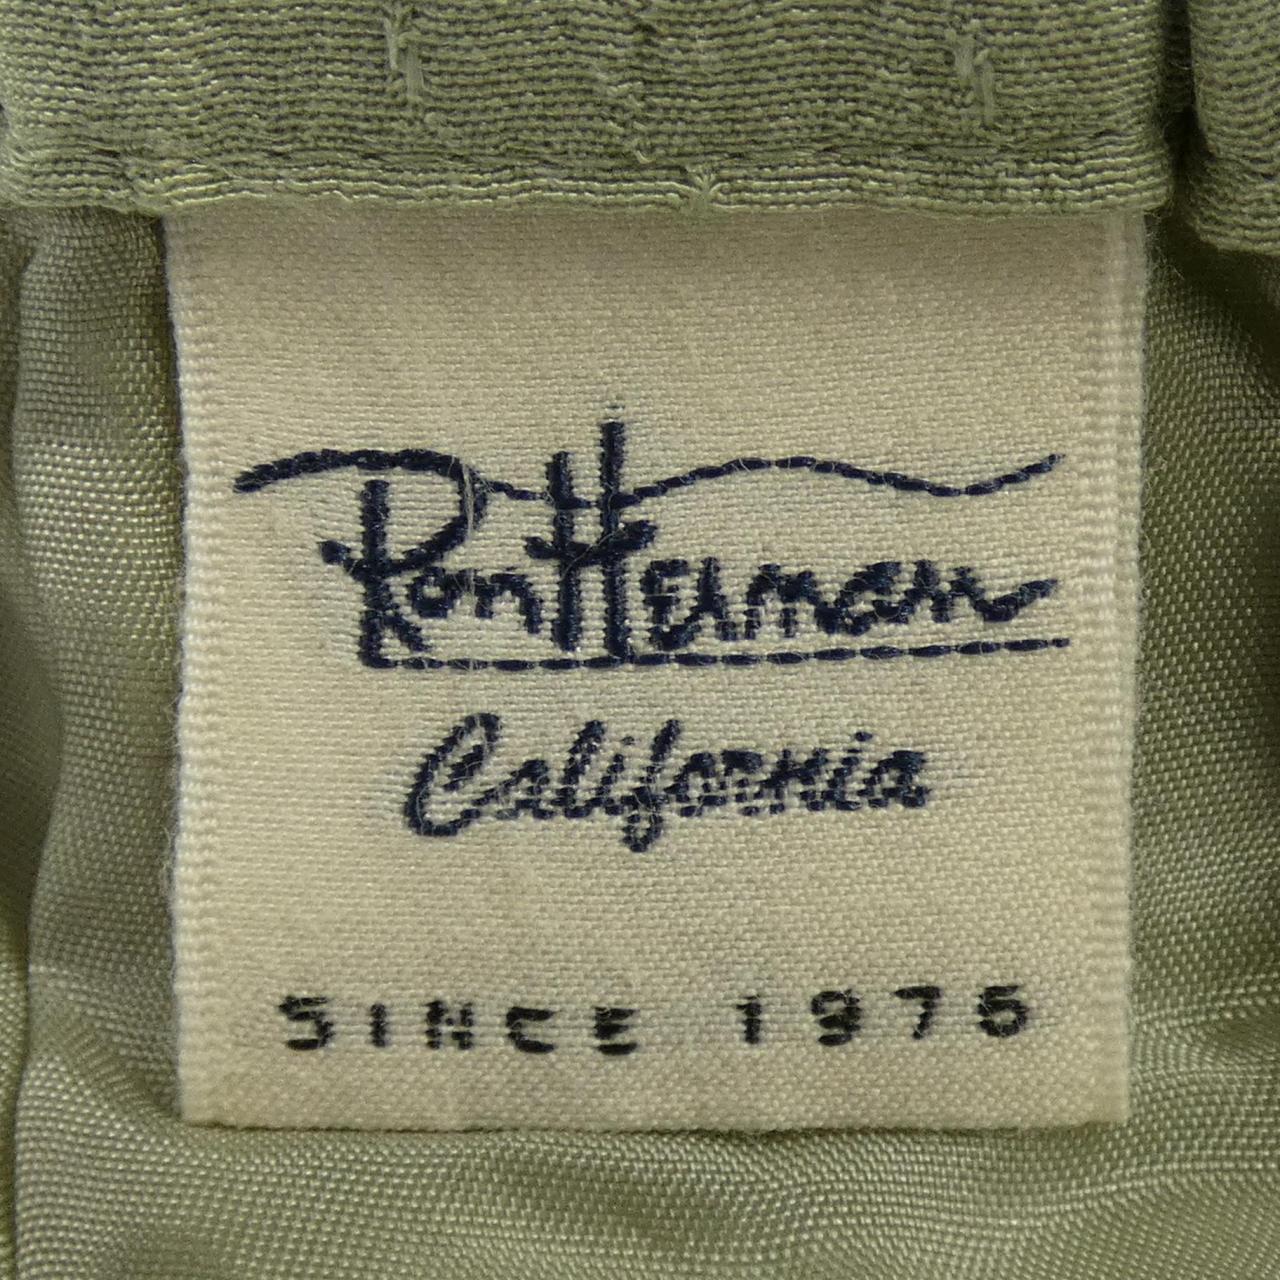 Ron Herman
California
SINCE 1976